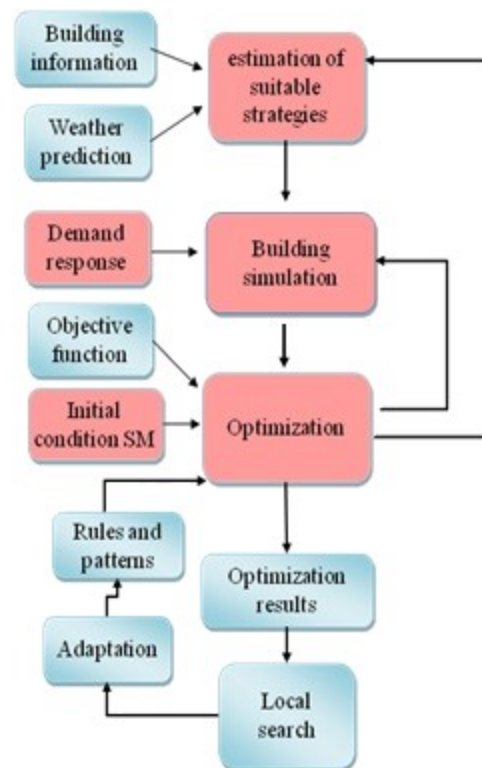 Building
information
estimation of
suitable
strategies
Weather
prediction
Demand
response
Building
simulation
Objective
function
Initial
condition SM
Optimization
Rules and
patterns
Optimization
results
Adaptation
Local
search